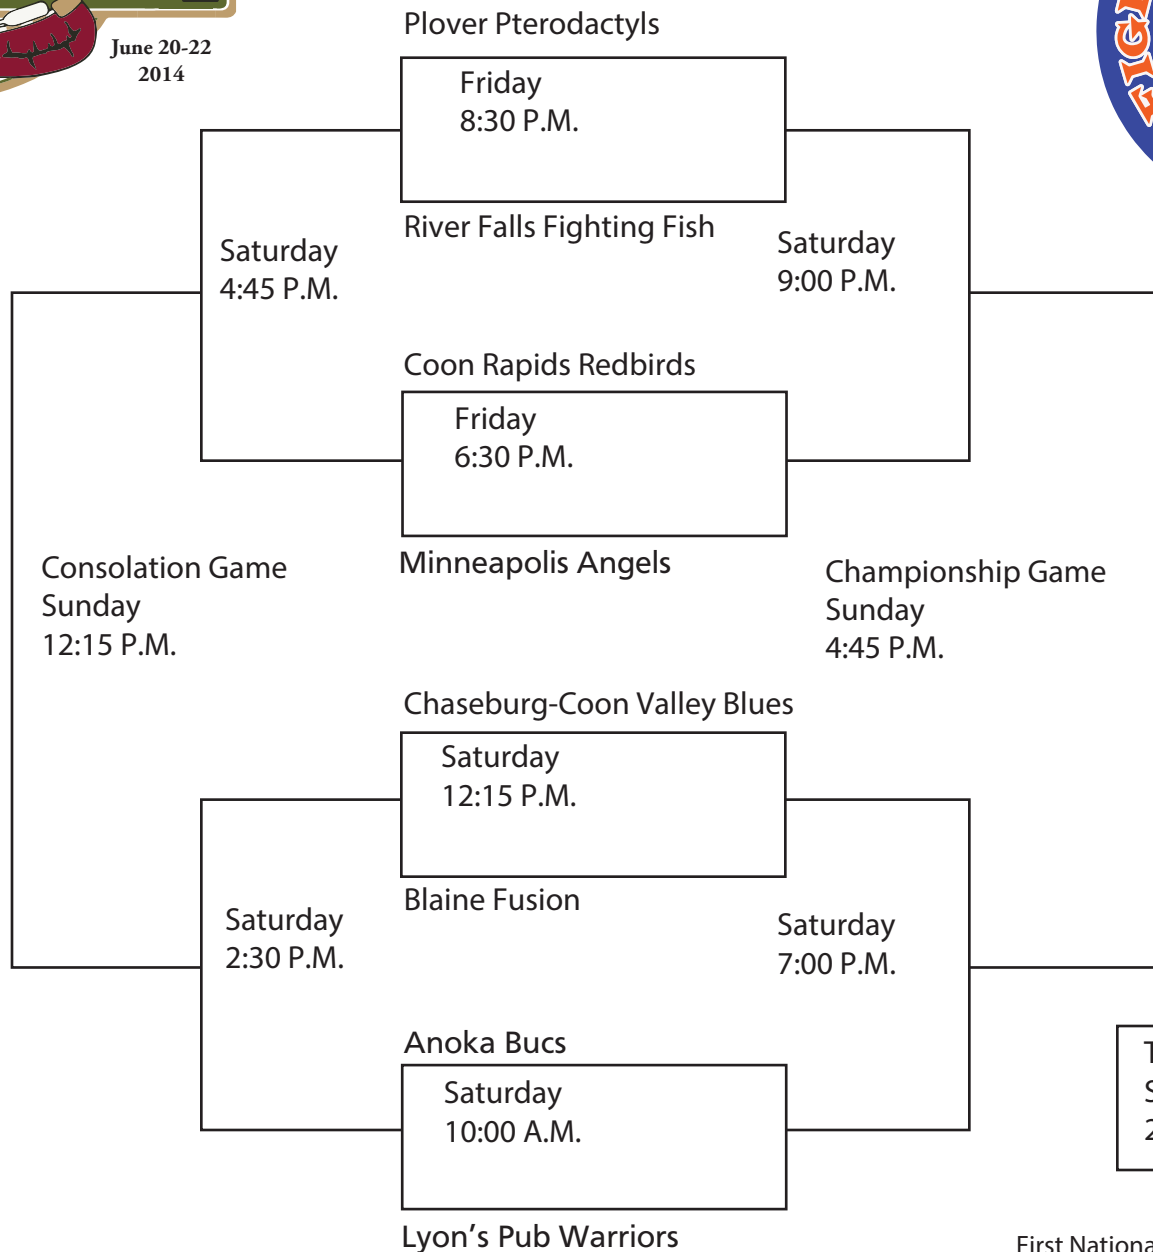 June 20-22
2014
Plover Pterodactyls
Friday
8:30 P.M.
River Falls Fighting Fish
Saturday
4:45 P.M.
Saturday
9:00 P.M.
Coon Rapids Redbirds
Friday
6:30 P.M.
Minneapolis Angels
Consolation Game
Sunday
12:15 P.M.
Championship Game
Sunday
4:45 P.M.
Chaseburg-Coon Valley Blues
Saturday
12:15 P.M.
Blaine Fusion
Saturday
2:30 P.M.
Saturday
7:00 P.M.
Anoka Bucs
Saturday
10:00 A.M.
Lyon's Pub Warriors
First